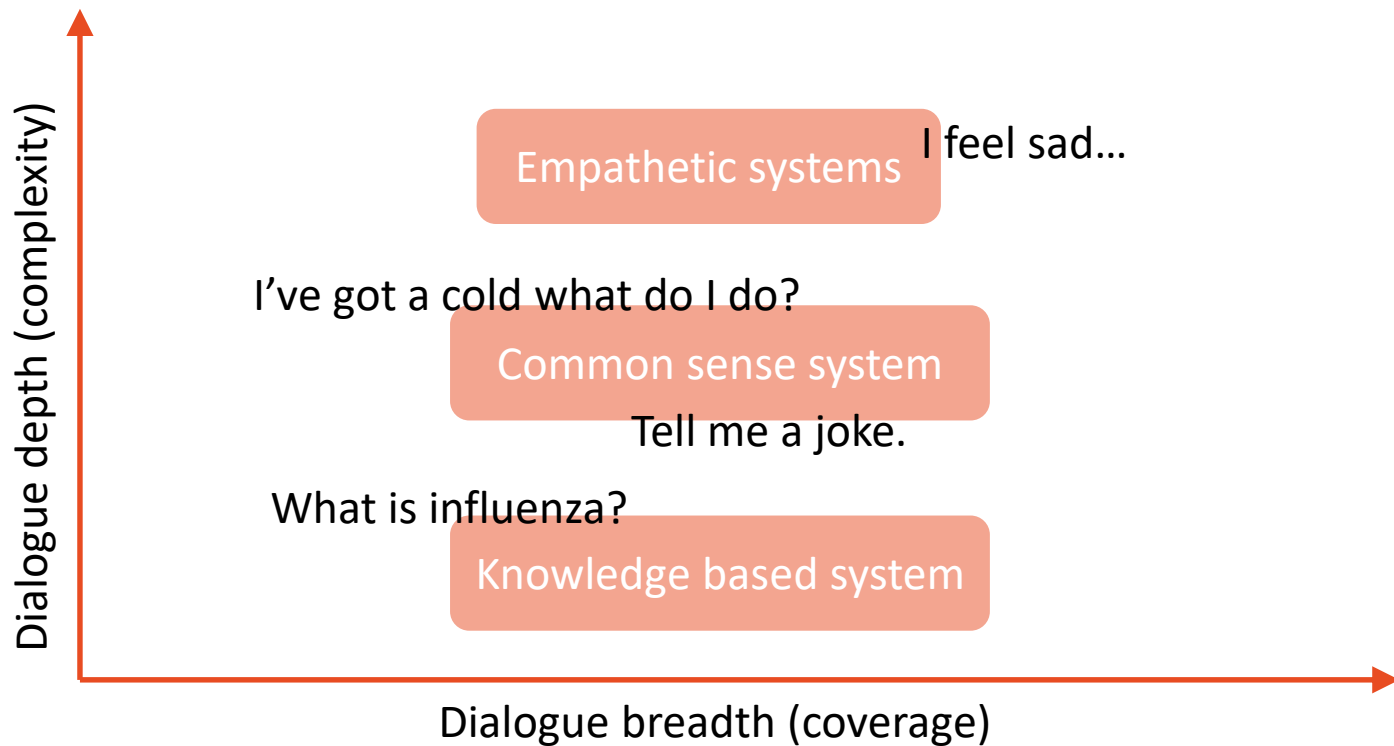 Dialogue depth (complexity)
I feel sad…
Empathetic systems
I’ve got a cold what do I do?
Common sense system
Tell me a joke.
What is influenza?
Knowledge based system
Dialogue breadth (coverage)